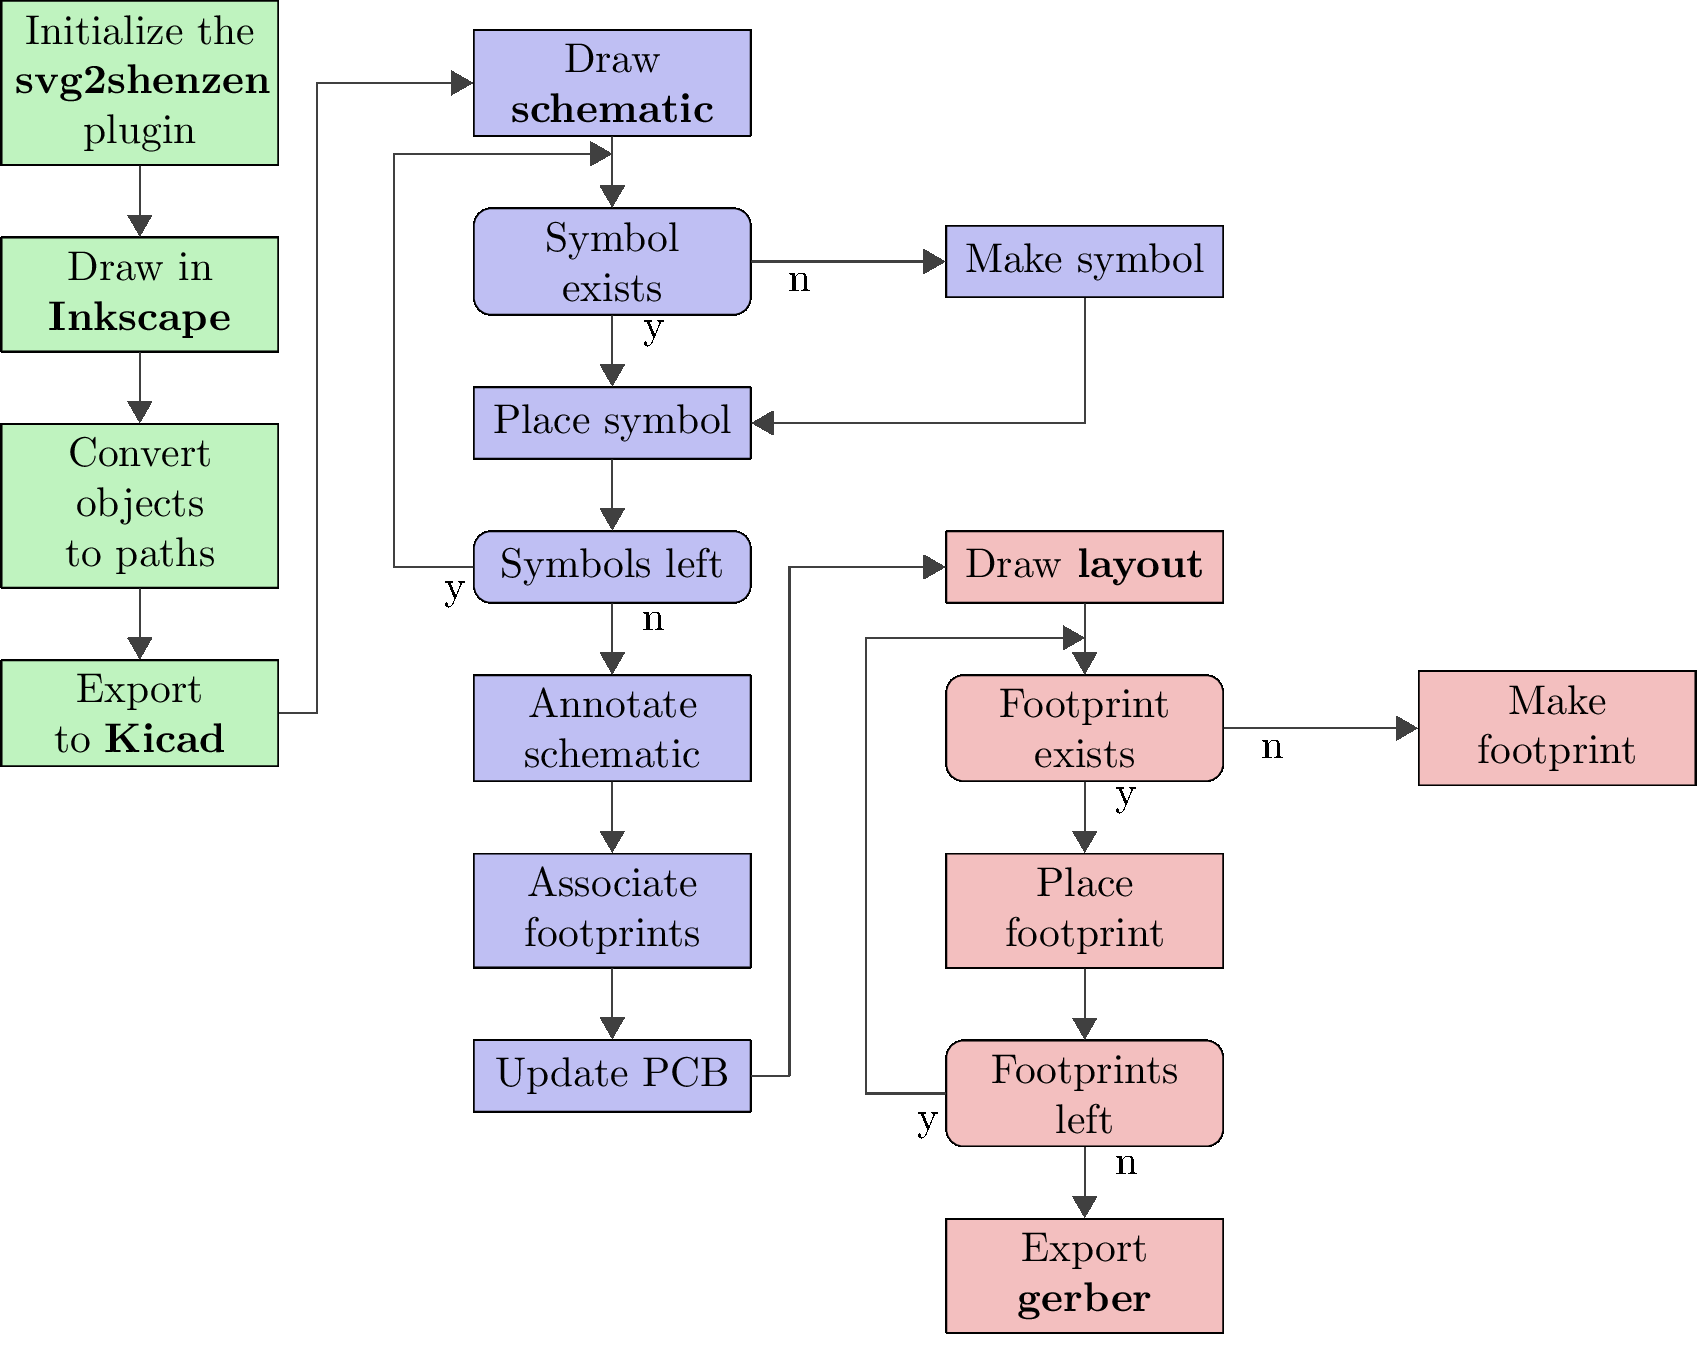 Initialize the
svg2shenzen
plugin
Draw in
Inkscape
Convert
objects
to paths
Export
to Kicad
Draw
schematic
Symbol
exists
n
Make symbol
y
Place symbol
Symbols left
y
n
Annotate
schematic
Associate
footprints
Update PCB
Draw layout
Footprint
exists
n
Make
footprint
y
Place
footprint
Footprints
left
y
n
Export
gerber